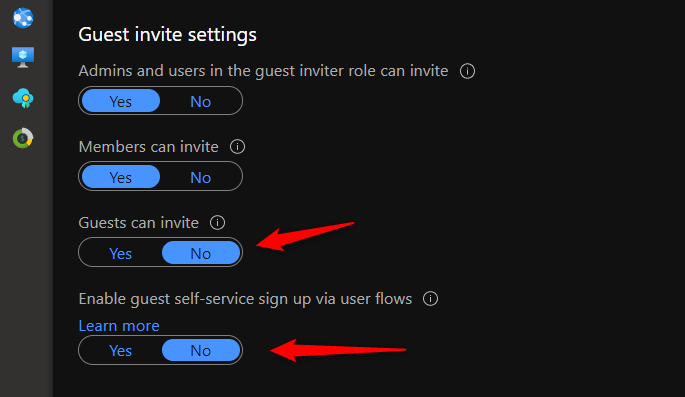 Guest invite settings
Admins and users in the guest inviter role can invite
Yes No
Members can invite
Yes No
Guests can invite
Yes No
Enable guest self-service sign up via user flows
Learn more
Yes No